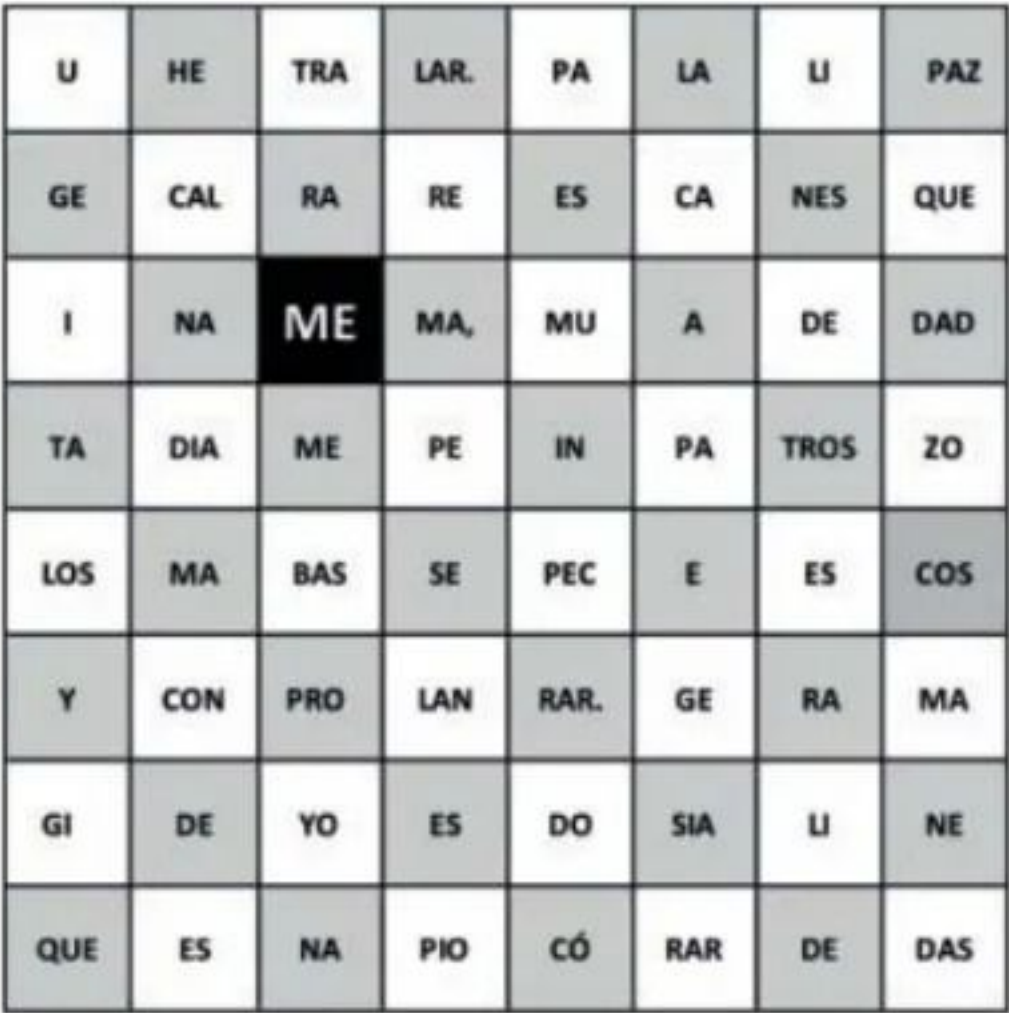 U HE TRA LAR. PA LA LI PAZ
GE CAL RA RE ES CA NES QUE
I NA ME MA, MU A DE DAD
TA DIA ME PE IN PA TROS ZO
LOS MA BAS SE PEC E ES COS
Y CON PRO LAN RAR. GE RA MA
GI DE YO ES DO SIA LI NE
QUE ES NA PIO CÓ RAR DE DAS